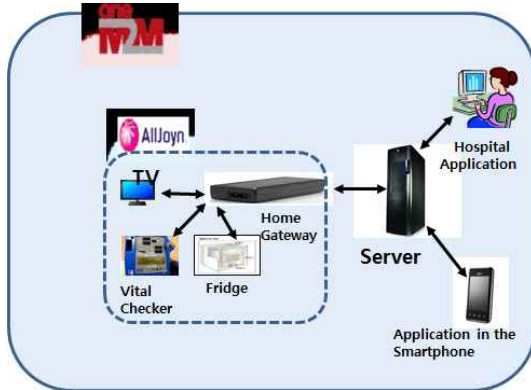 one
M2M
AllJoyn
TV
Home
Gateway
Vital
Checker
Fridge
Server
Hospital
Application
Application in the
Smartphone